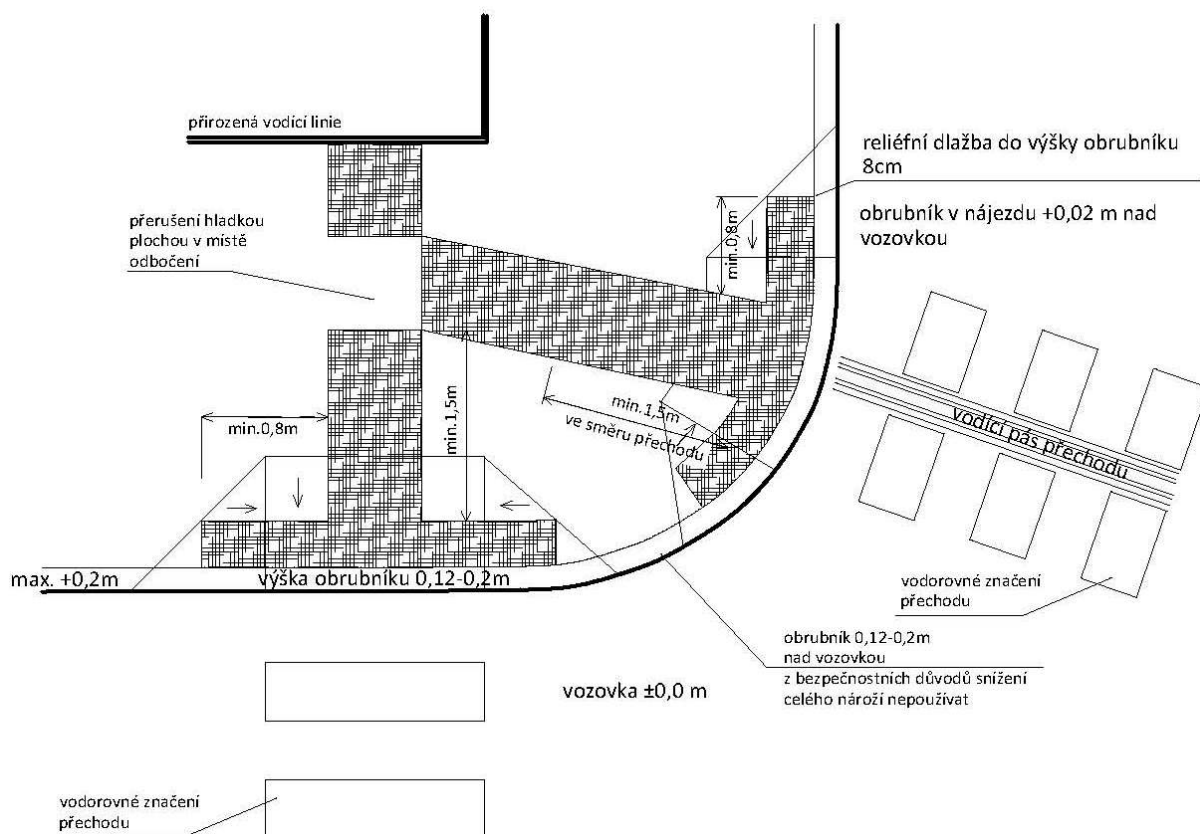 přirozená vodící linie
reliéfní dlažba do výšky obrubníku
8cm
přerušení hladkou
plochou v místě
odbočení
obrubník v nájezdu +0,02 m nad
vozovkou
min.0,8m
min.0,8m
min.1,5m
min.1,5m
ve směru přechodu
vodící pás přechodu
max. +0,2m
výška obrubníku 0,12-0,2m
vodorovné značení
přechodu
obrubník 0,12-0,2m
nad vozovkou
z bezpečnostních důvodů snížení
celého nároží nepoužívat
vozovka ±0,0 m
vodorovné značení
přechodu